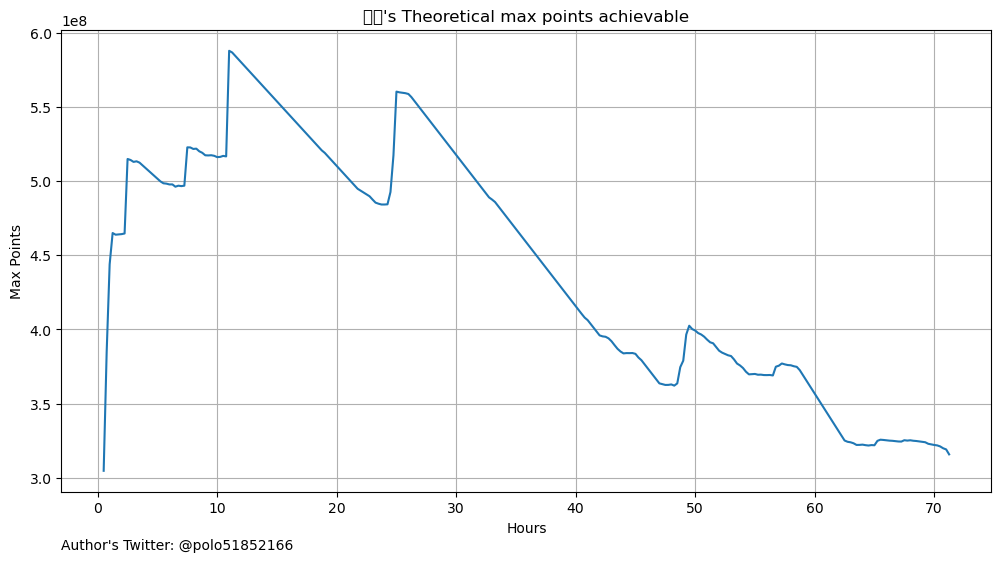 's Theoretical max points achievable
1e8
6.0
5.5
5.0
4.5
4.0
3.5
3.0
Max Points
0 10 20 30 40 50 60 70
Hours
Author's Twitter: @polo51852166